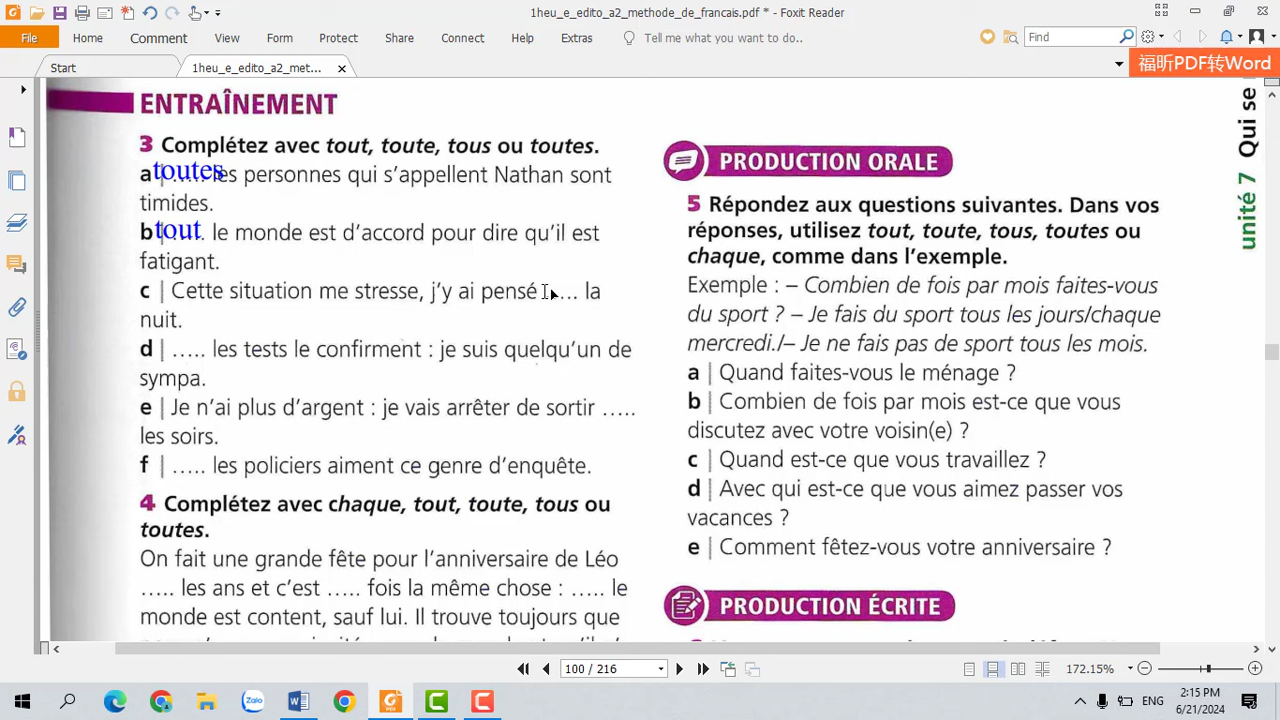 1heu_e_edito_a2_methode_de_francais.pdf * - Foxit Reader
File Home Comment View Form Protect Share Connect Help Extras Tell me what you want to do.. Find
Start 1heu_e_edito_a2_met...
福昕PDF转Word
ENTRAÎNEMENT
3 Complétez avec tout, toute, tous ou toutes.
a toutes les personnes qui s'appellent Nathan sont
timides.
b tout le monde est d'accord pour dire qu'il est
fatigant.
c | Cette situation me stresse, j'y ai pensé ..... la
nuit.
d | ..... les tests le confirment : je suis quelqu'un de
sympa.
e | Je n'ai plus d'argent : je vais arrêter de sortir .....
les soirs.
f | ..... les policiers aiment ce genre d'enquête.
4 Complétez avec chaque, tout, toute, tous ou
toutes.
On fait une grande fête pour l'anniversaire de Léo
..... les ans et c'est ..... fois la même chose : ..... le
monde est content, sauf lui. Il trouve toujours que
PRODUCTION ORALE
5 Répondez aux questions suivantes. Dans vos
réponses, utilisez tout, toute, tous, toutes ou
chaque, comme dans l'exemple.
Exemple : – Combien de fois par mois faites-vous
du sport ? – Je fais du sport tous les jours/chaque
mercredi./– Je ne fais pas de sport tous les mois.
a | Quand faites-vous le ménage ?
b | Combien de fois par mois est-ce que vous
discutez avec votre voisin(e) ?
c | Quand est-ce que vous travaillez ?
d | Avec qui est-ce que vous aimez passer vos
vacances ?
e | Comment fêtez-vous votre anniversaire ?
PRODUCTION ÉCRITE
unité 7 Qui se
100 / 216 172.15%
Zalo
ENG 2:15 PM
6/21/2024